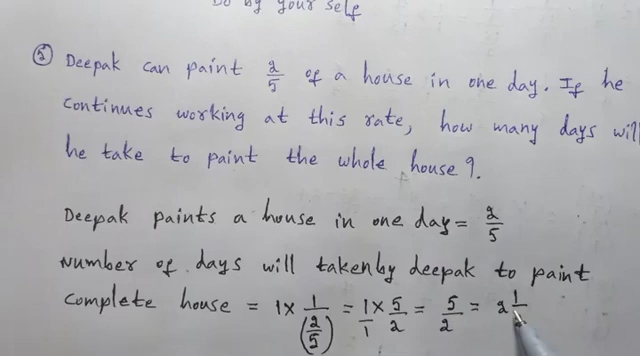 Do by your self
⑤ Deepak can paint 2/5 of a house in one day. If he
continues working at this rate, how many days will
he take to paint the whole house ?.
Deepak paints a house in one day = 2/5
Number of days will taken by deepak to paint
complete house = 1 × 1/(2/5) = 1/1 × 5/2 = 5/2 = 2 1/